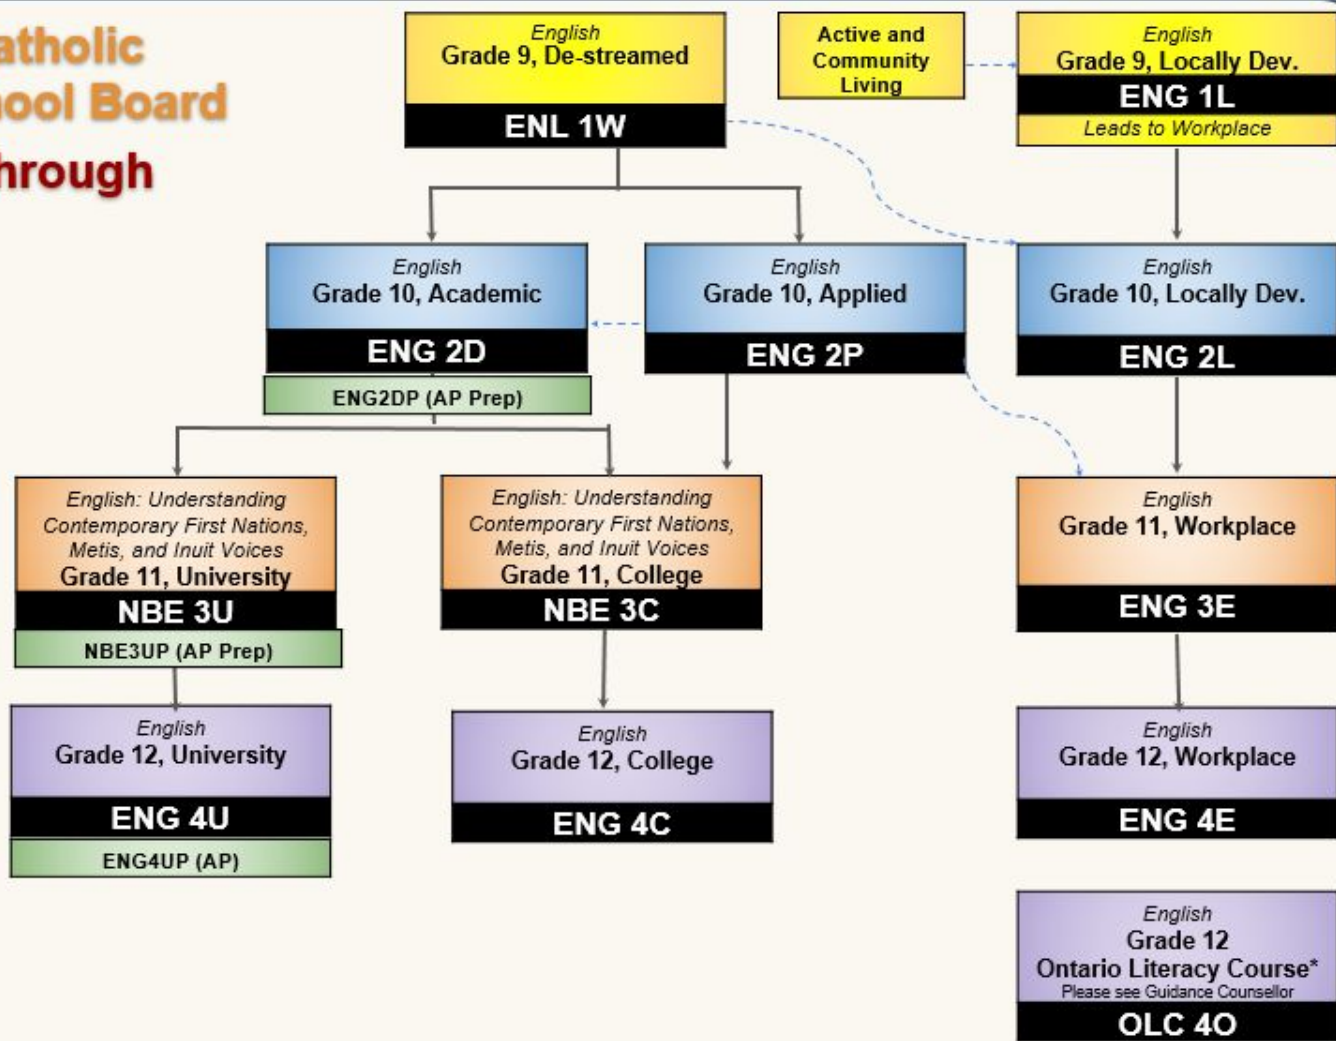 atholic
hool Board
hrough
English
Grade 9, De-streamed
ENL 1W
Active and
Community
Living
English
Grade 9, Locally Dev.
ENG 1L
Leads to Workplace
English
Grade 10, Academic
ENG 2D
ENG2DP (AP Prep)
English
Grade 10, Applied
ENG 2P
English
Grade 10, Locally Dev.
ENG 2L
English: Understanding
Contemporary First Nations,
Metis, and Inuit Voices
Grade 11, University
NBE 3U
NBE3UP (AP Prep)
English: Understanding
Contemporary First Nations,
Metis, and Inuit Voices
Grade 11, College
NBE 3C
English
Grade 11, Workplace
ENG 3E
English
Grade 12, University
ENG 4U
ENG4UP (AP)
English
Grade 12, College
ENG 4C
English
Grade 12, Workplace
ENG 4E
English
Grade 12
Ontario Literacy Course*
Please see Guidance Counsellor
OLC 4O